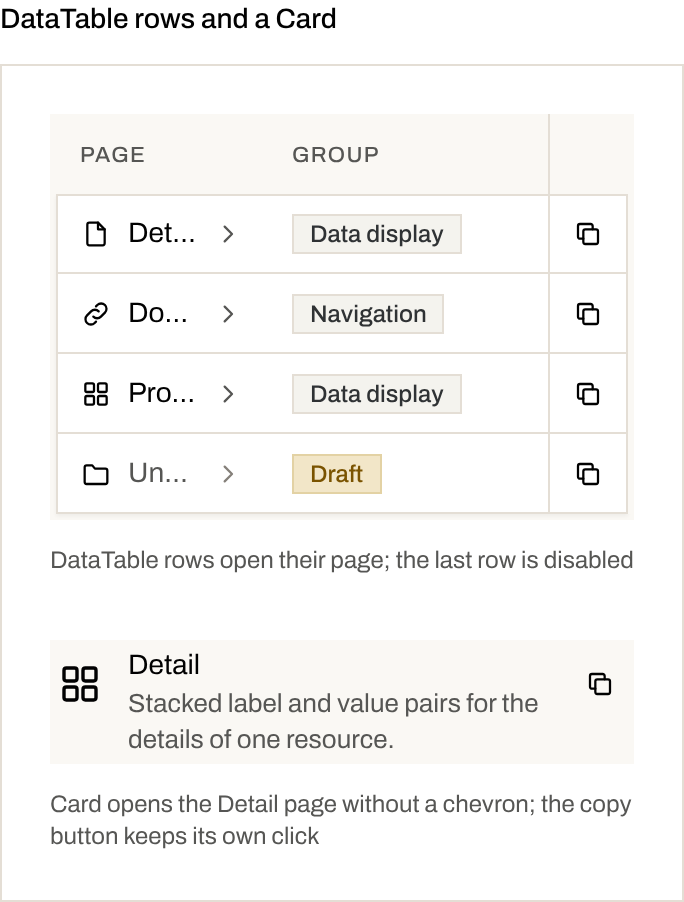 DataTable rows and a Card
PAGE GROUP
Det... Data display
Do... Navigation
Pro... Data display
Un... Draft
DataTable rows open their page; the last row is disabled
Detail
Stacked label and value pairs for the
details of one resource.
Card opens the Detail page without a chevron; the copy
button keeps its own click